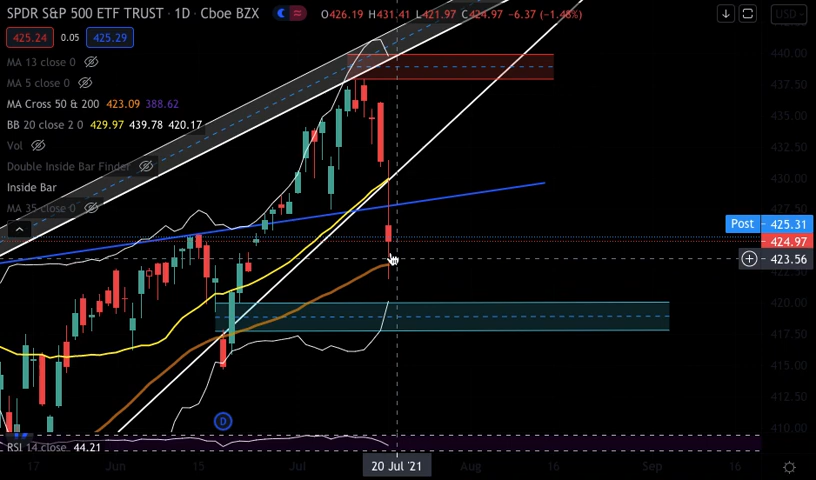 SPDR S&P 500 ETF TRUST · 1D · Cboe BZX O426.19 H431.41 L421.97 C424.97 −6.37 (−1.48%) USD
425.24 0.05 425.29
MA 13 close 0
MA 5 close 0
MA Cross 50 & 200 423.09 388.62
BB 20 close 2 0 429.97 439.78 420.17
Vol
Double Inside Bar Finder
Inside Bar
MA 35 close 0
440.00
437.50
435.00
432.50
430.00
427.50
Post 425.31
424.97
423.56
422.50
420.00
417.50
415.00
412.50
410.00
D
RSI 14 close 44.21
17 Jun 15 Jul 20 Jul '21 Aug 16 Sep 16